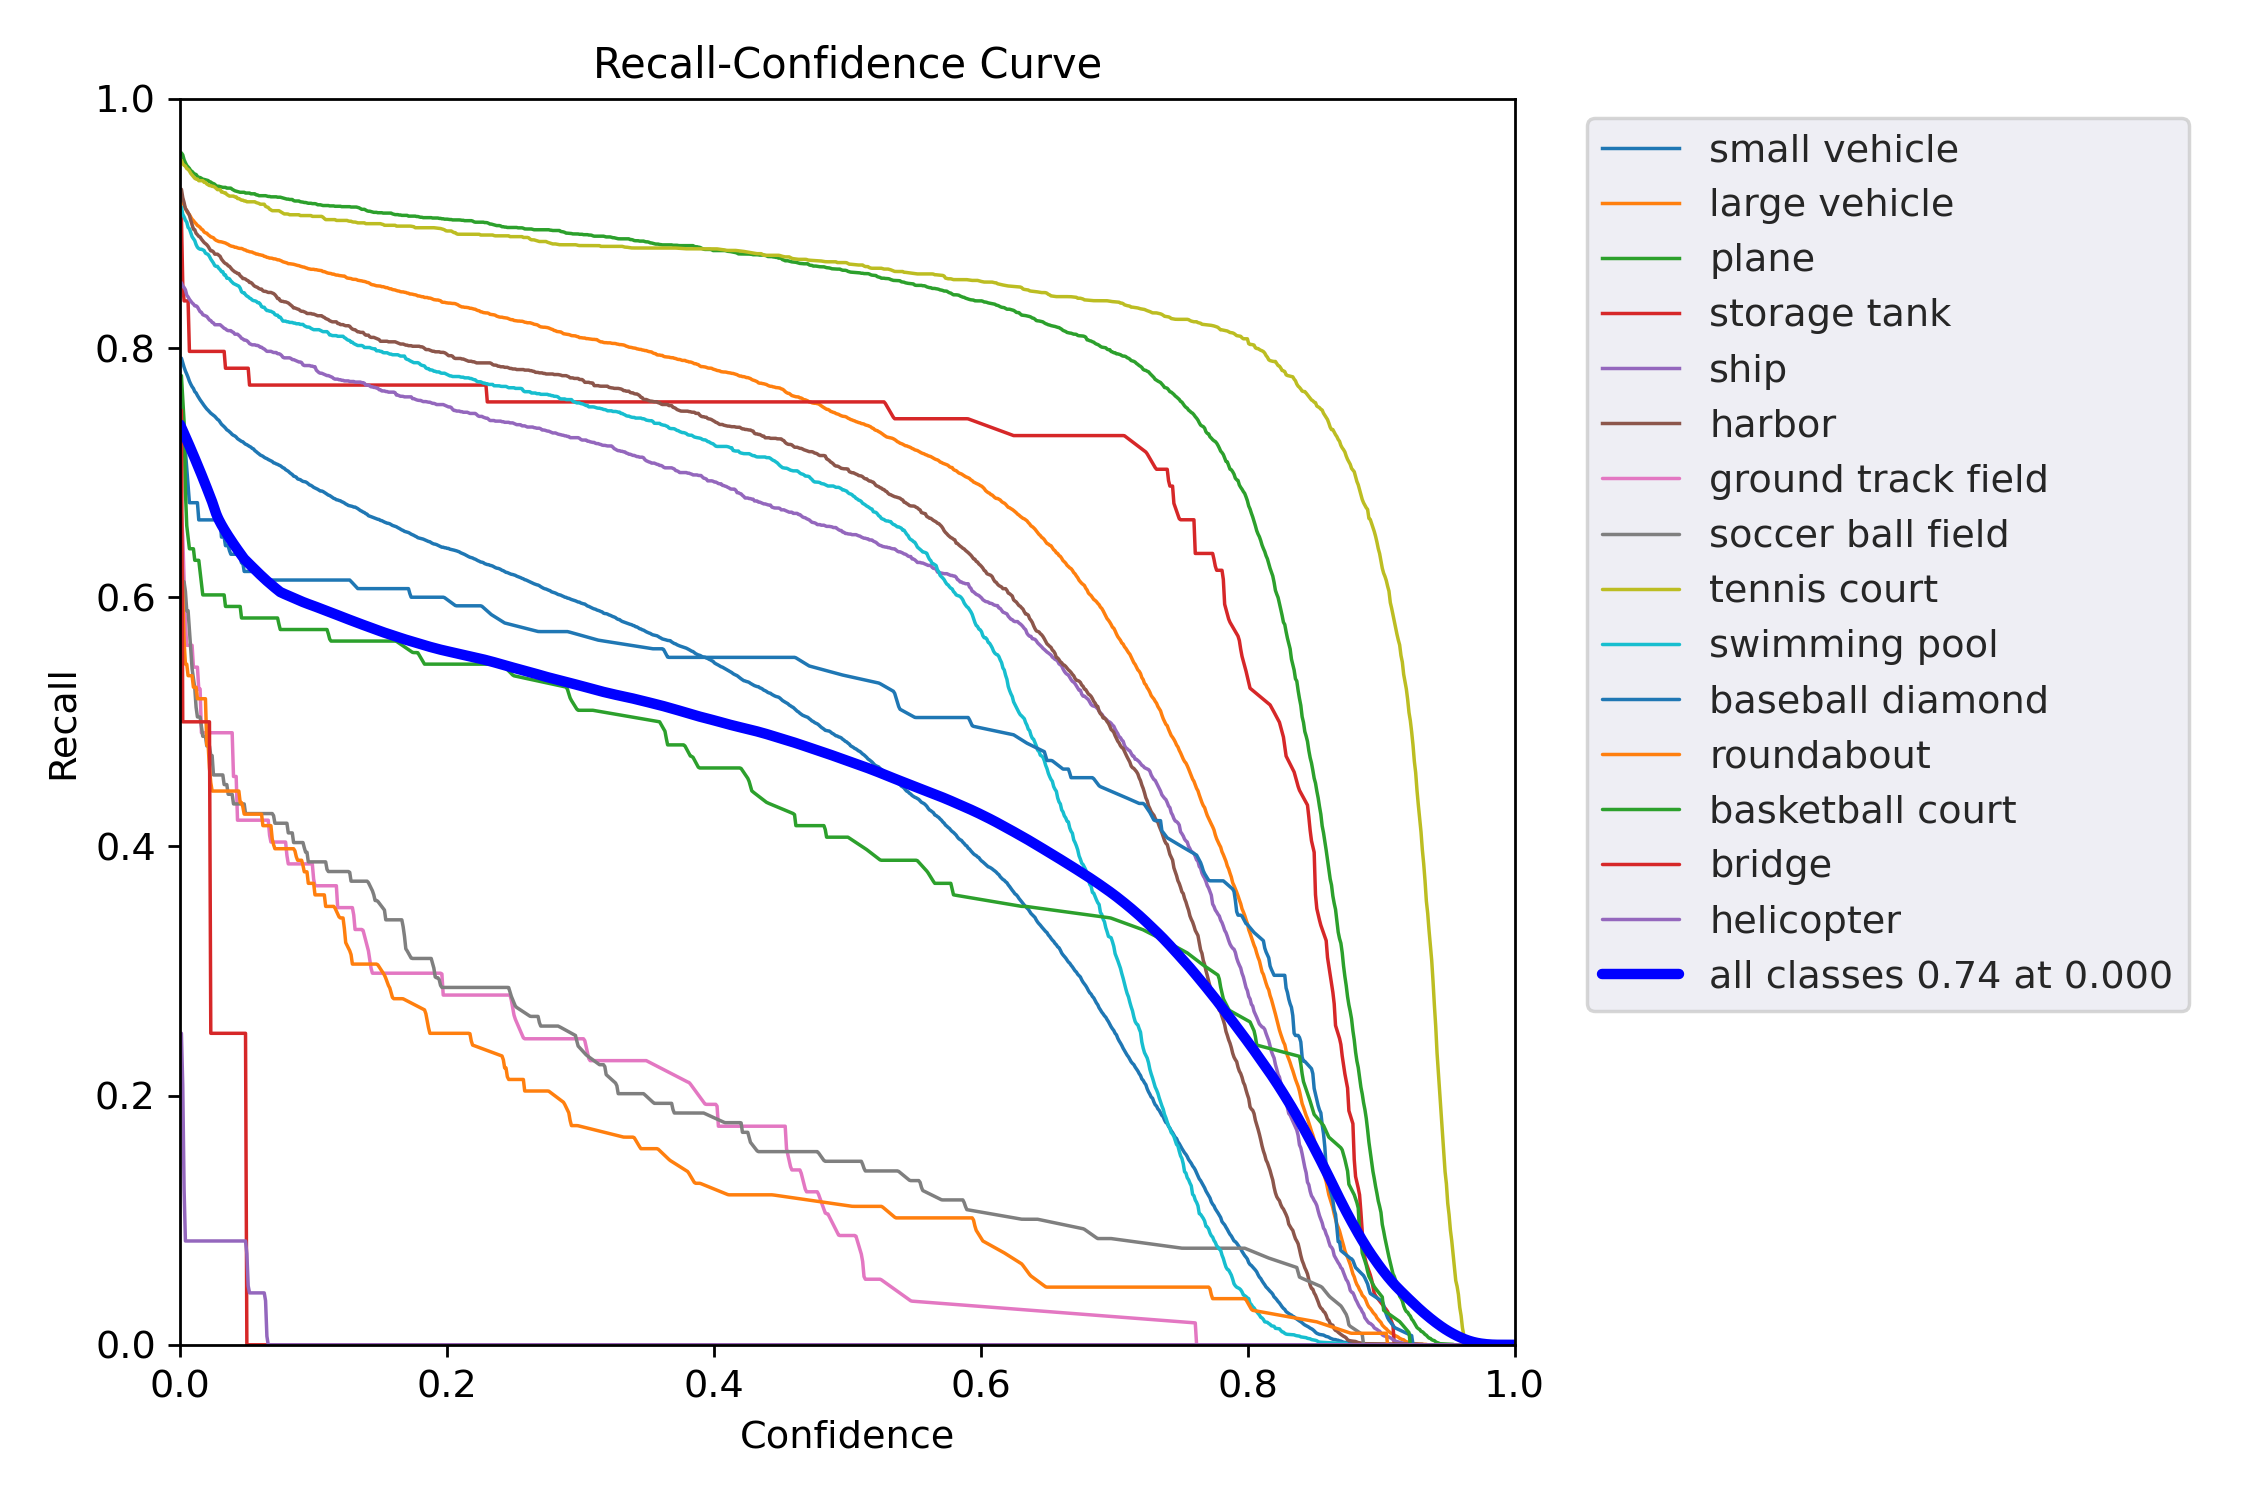 Recall-Confidence Curve
1.0
0.8
0.6
0.4
0.2
0.0
Recall
0.0 0.2 0.4 0.6 0.8 1.0
Confidence
small vehicle
large vehicle
plane
storage tank
ship
harbor
ground track field
soccer ball field
tennis court
swimming pool
baseball diamond
roundabout
basketball court
bridge
helicopter
all classes 0.74 at 0.000